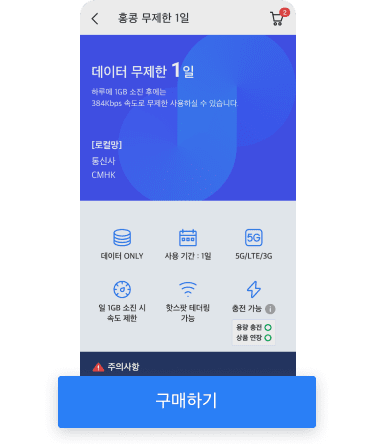 홍콩 무제한 1일
2
데이터 무제한 1일
하루에 1GB 소진 후에는
384Kbps 속도로 무제한 사용하실 수 있습니다.
[로컬망]
통신사
CMHK
데이터 ONLY
사용 기간 : 1일
5G
5G/LTE/3G
일 1GB 소진 시
속도 제한
핫스팟 테더링
가능
충전 가능 i
용량 충전
상품 연장
주의사항
구매하기